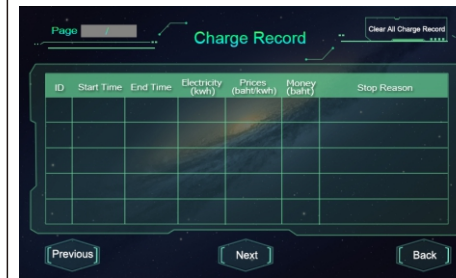 Page /
Charge Record
Clear All Charge Record
ID Start Time End Time Electricity (kwh) Prices (baht/kwh) Money (baht) Stop Reason
Previous
Next
Back